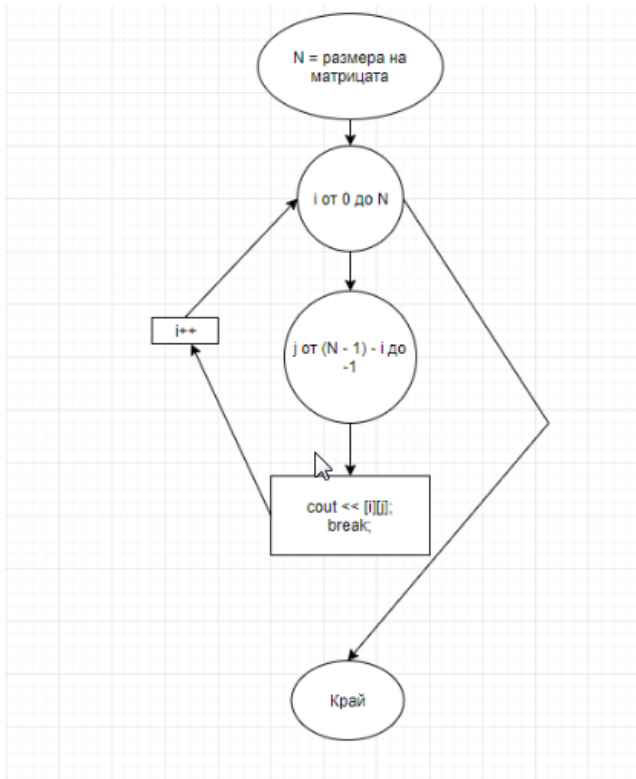 N = размера на
матрицата
i от 0 до N
i++
j от (N - 1) - i до
-1
cout << [i][j];
break;
Край